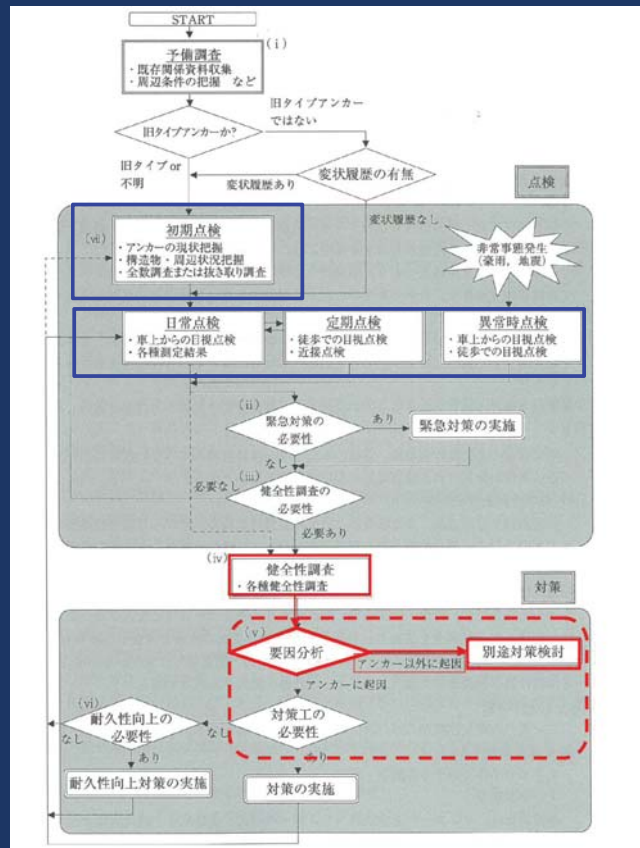 START
(i)
予備調査
・既存関係資料収集
・周辺条件の把握 など
旧タイプアンカーか?
旧タイプアンカー
ではない
旧タイプ or
不明
変状履歴の有無
変状履歴あり
変状履歴なし
点検
(vii)
初期点検
・アンカーの現状把握
・構造物・周辺状況把握
・全数調査または抜き取り調査
非常事態発生
(豪雨，地震)
日常点検
・車上からの目視点検
・各種測定結果
定期点検
・徒歩での目視点検
・近接点検
異常時点検
・車上からの目視点検
・徒歩での目視点検
(ii)
緊急対策の
必要性
あり
緊急対策の実施
なし
(iii)
必要なし
健全性調査の
必要性
必要あり
(iv)
健全性調査
・各種健全性調査
対策
(v)
要因分析
アンカー以外に起因
別途対策検討
アンカーに起因
(vi)
耐久性向上の
必要性
なし
なし
対策工の
必要性
あり
あり
耐久性向上対策の実施
対策の実施